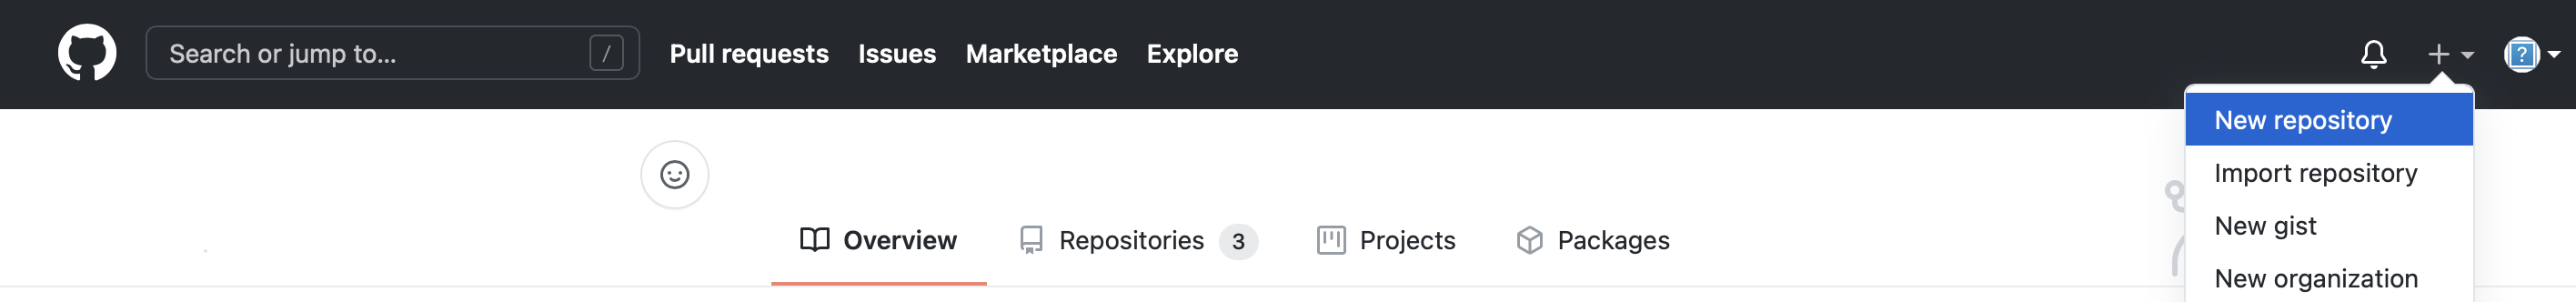 Search or jump to... /
Pull requests
Issues
Marketplace
Explore
?
New repository
Import repository
New gist
New organization
Overview
Repositories 3
Projects
Packages